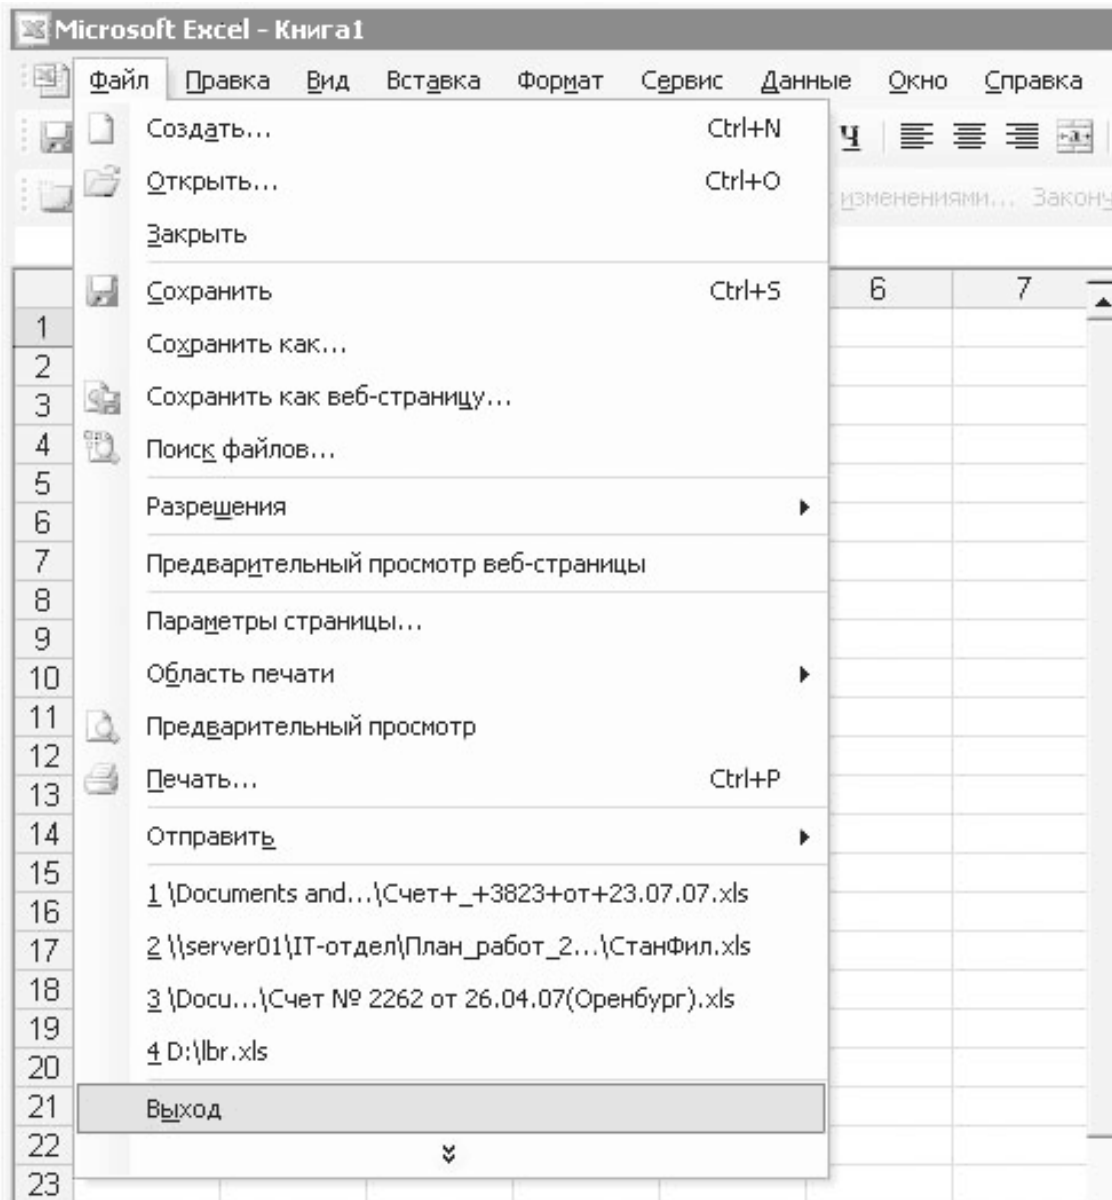 Microsoft Excel - Книга1
Файл Правка Вид Вставка Формат Сервис Данные Окно Справка
Создать... Ctrl+N
Ч
Открыть... Ctrl+O
изменениями... Закону
Закрыть
Сохранить Ctrl+S
6 7
1
Сохранить как...
2
3 Сохранить как веб-страницу...
4 Поиск файлов...
5
Разрешения
6
7 Предварительный просмотр веб-страницы
8
Параметры страницы...
9
10 Область печати
11 Предварительный просмотр
12
Печать... Ctrl+P
13
14 Отправить
15
1 \Documents and...\Счет+_+3823+от+23.07.07.xls
16
17 2 \\server01\IT-отдел\План_работ_2...\СтанФил.xls
18 3 \Docu...\Счет № 2262 от 26.04.07(Оренбург).xls
19
4 D:\lbr.xls
20
21 Выход
22
23